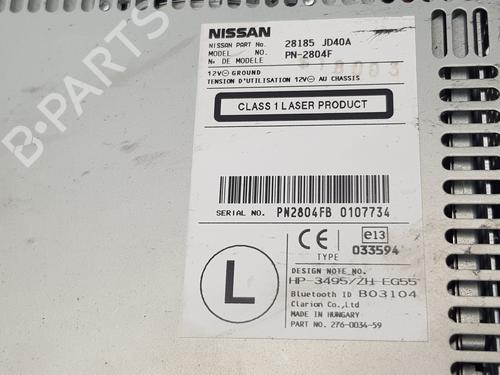 NISSAN
NISSAN PART No. 28185 JD40A
MODEL NO. PN-2804F
N° DE MODELE
12V⊖ GROUND
TENSION D'UTILISATION 12V⊖ AU CHASSIS
CLASS 1 LASER PRODUCT
SERIAL NO. PN2804FB 0107734
CE e13
TYPE 033594
L
DESIGN NOTE NO.
HP-3495/ZH EG55
Bluetooth ID B03104
Clarion Co.,Ltd
MADE IN HUNGARY
PART NO. 276-0034-59
B-PARTS